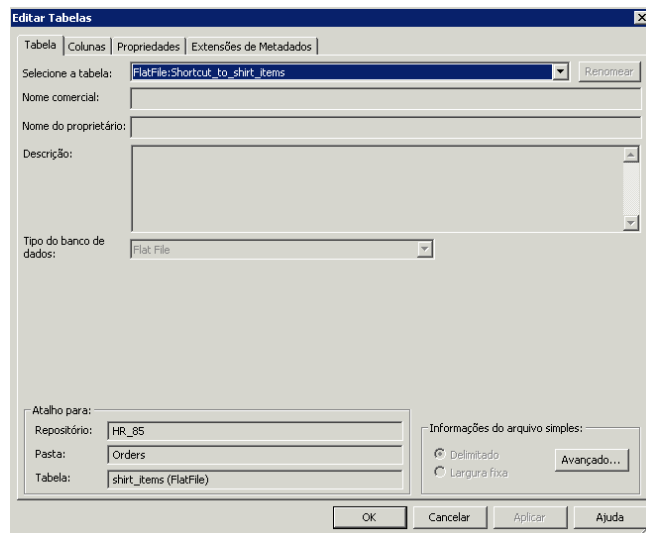 Editar Tabelas
Tabela Colunas Propriedades Extensões de Metadados
Selecione a tabela: FlatFile:Shortcut_to_shirt_items Renomear
Nome comercial:
Nome do proprietário:
Descrição:
Tipo do banco de
dados: Flat File
Atalho para:
Repositório: HR_85
Pasta: Orders
Tabela: shirt_items (FlatFile)
Informações do arquivo simples:
Delimitado
Largura fixa
Avançado...
OK Cancelar Aplicar Ajuda